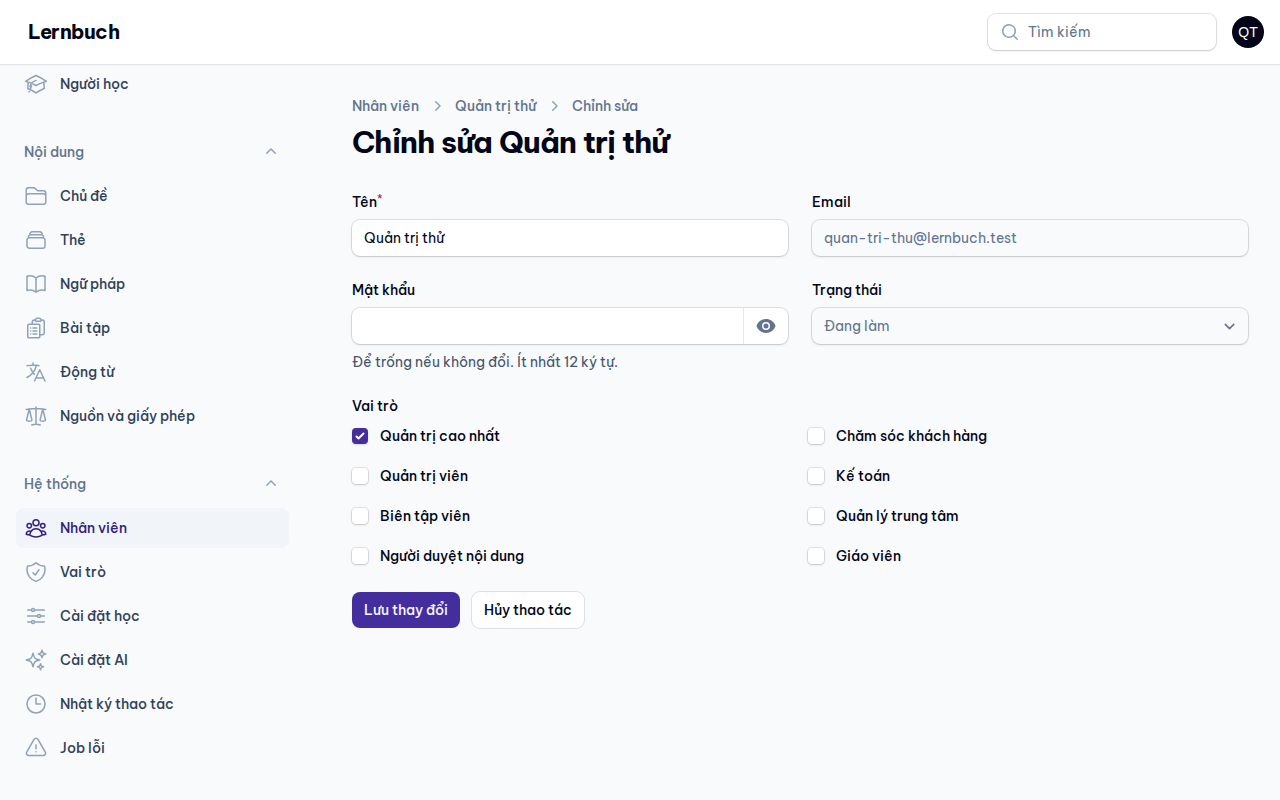 Lernbuch
Tìm kiếm
QT
Người học
Nội dung
Chủ đề
Thẻ
Ngữ pháp
Bài tập
Động từ
Nguồn và giấy phép
Hệ thống
Nhân viên
Vai trò
Cài đặt học
Cài đặt AI
Nhật ký thao tác
Job lỗi
Nhân viên > Quản trị thử > Chỉnh sửa
Chỉnh sửa Quản trị thử
Tên*
Quản trị thử
Email
quan-tri-thu@lernbuch.test
Mật khẩu
Để trống nếu không đổi. Ít nhất 12 ký tự.
Trạng thái
Đang làm
Vai trò
Quản trị cao nhất
Quản trị viên
Biên tập viên
Người duyệt nội dung
Chăm sóc khách hàng
Kế toán
Quản lý trung tâm
Giáo viên
Lưu thay đổi
Hủy thao tác